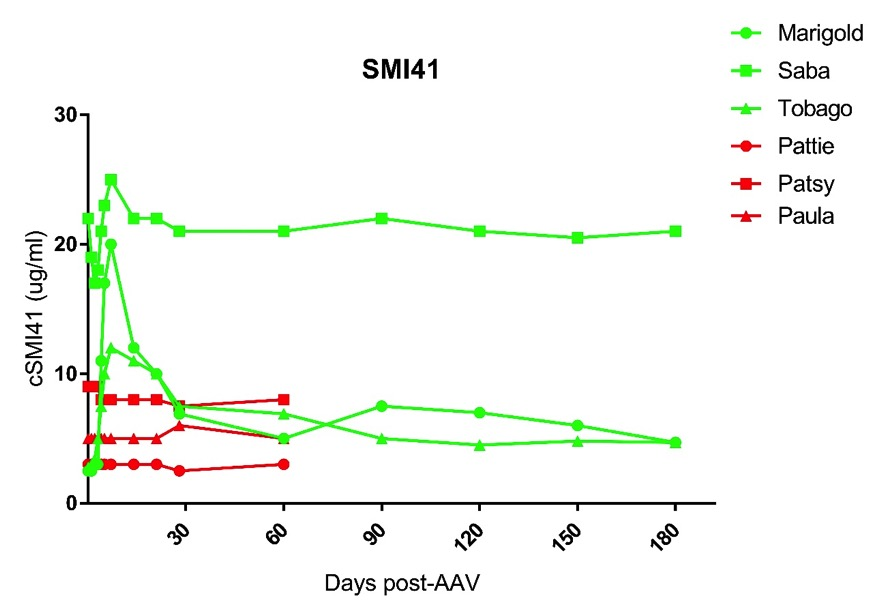 SMI41
Marigold
Saba
Tobago
Pattie
Patsy
Paula
cSMI41 (ug/ml)
30
20
10
0
30
60
90
120
150
180
Days post-AAV